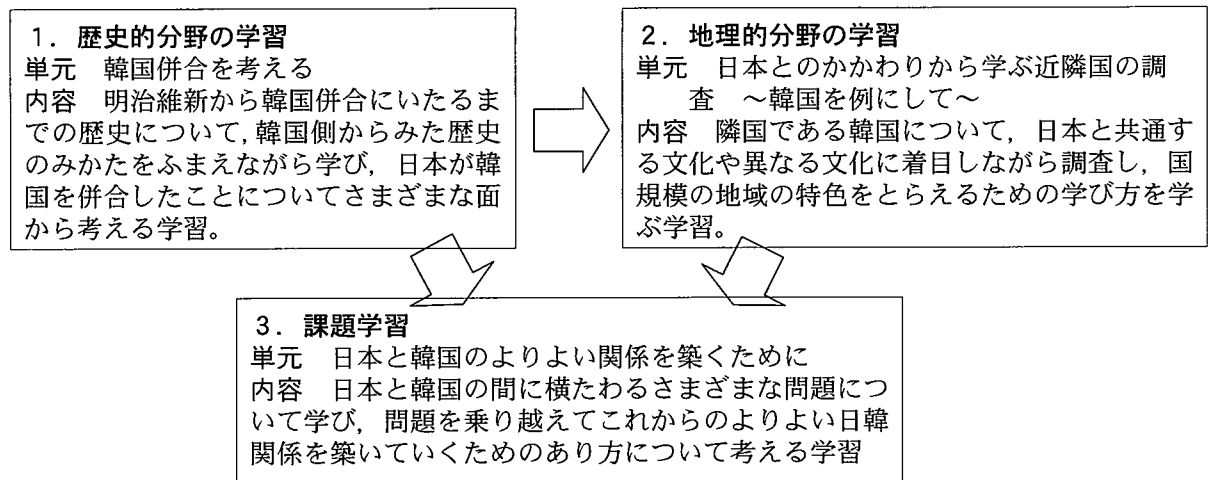 1．歴史的分野の学習
単元　韓国併合を考える
内容　明治維新から韓国併合にいたるま
での歴史について，韓国側からみた歴史
のみかたをふまえながら学び，日本が韓
国を併合したことについてさまざまな面
から考える学習。
2．地理的分野の学習
単元　日本とのかかわりから学ぶ近隣国の調
査　～韓国を例にして～
内容　隣国である韓国について，日本と共通す
る文化や異なる文化に着目しながら調査し，国
規模の地域の特色をとらえるための学び方を学
ぶ学習。
3．課題学習
単元　日本と韓国のよりよい関係を築くために
内容　日本と韓国の間に横たわるさまざまな問題につ
いて学び，問題を乗り越えてこれからのよりよい日韓
関係を築いていくためのあり方について考える学習